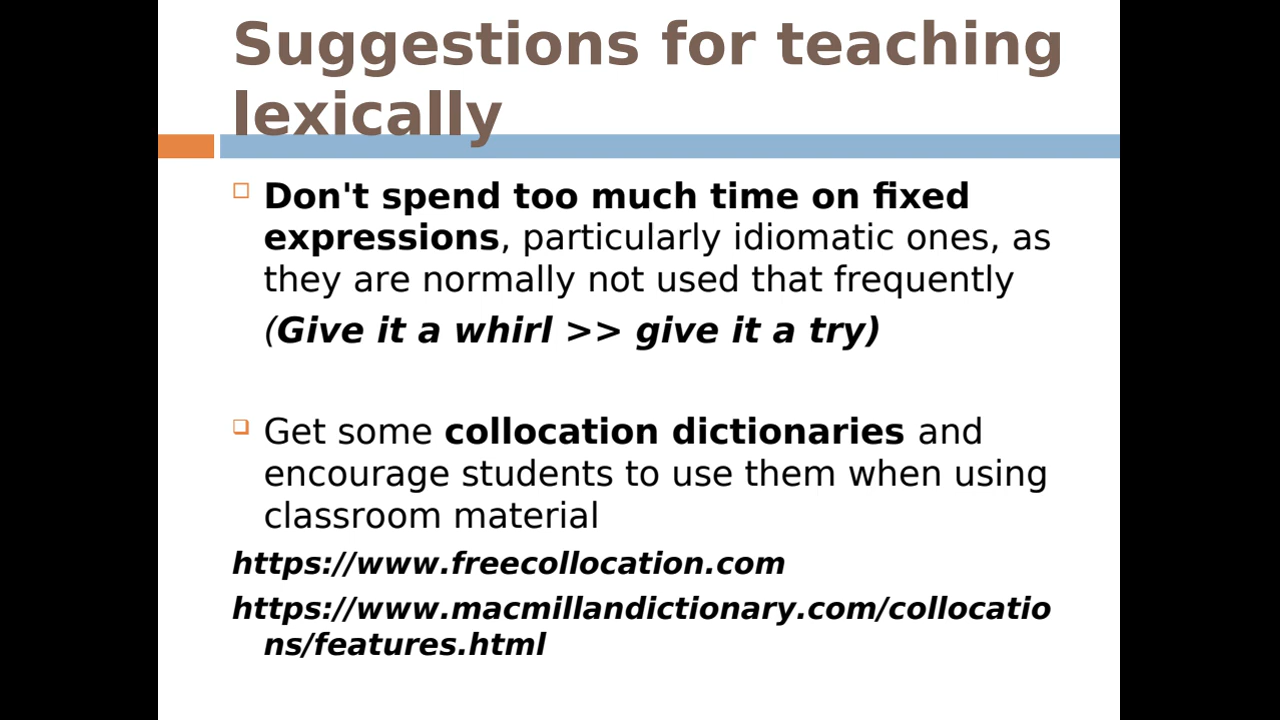 Suggestions for teaching
lexically
Don't spend too much time on fixed
expressions, particularly idiomatic ones, as
they are normally not used that frequently
(Give it a whirl >> give it a try)
Get some collocation dictionaries and
encourage students to use them when using
classroom material
https://www.freecollocation.com
https://www.macmillandictionary.com/collocatio
ns/features.html